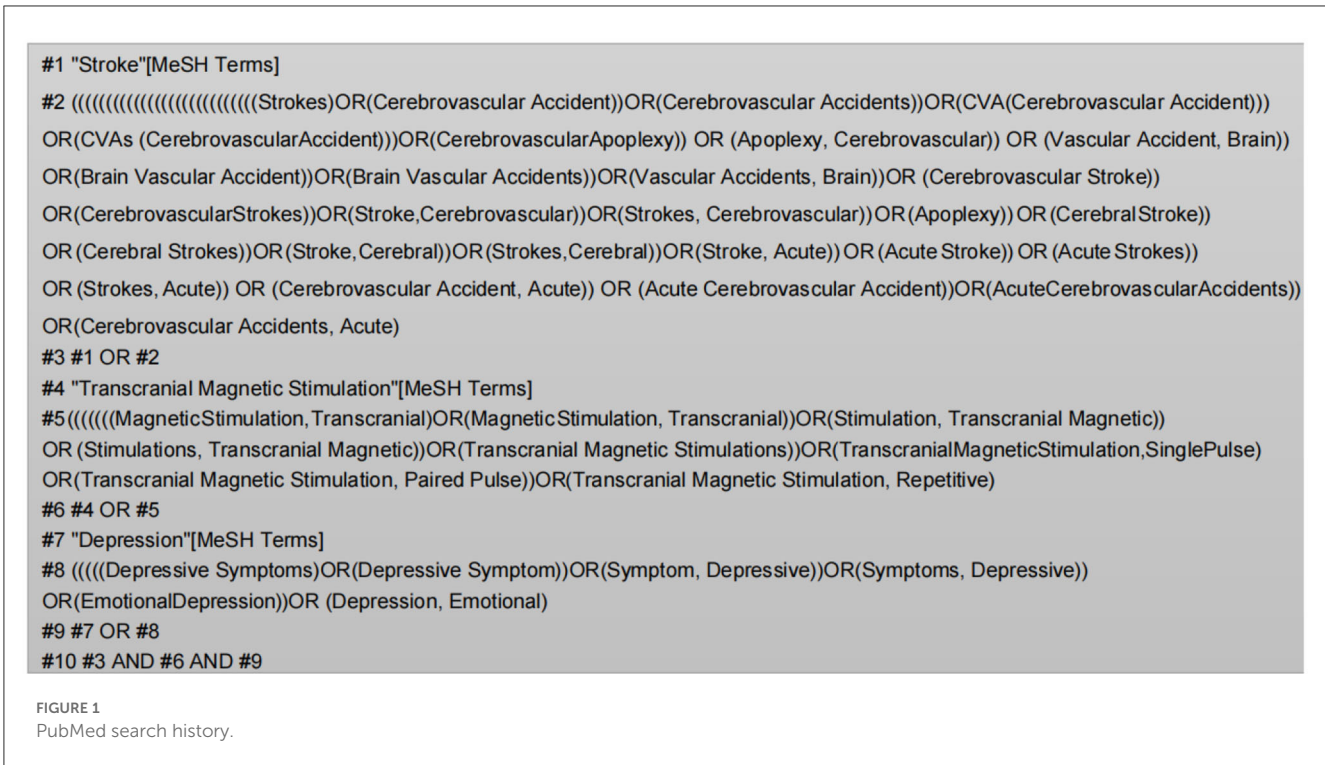 #1 "Stroke"[MeSH Terms]
#2 (((((((((((((((((((((((((((Strokes)OR(Cerebrovascular Accident))OR(Cerebrovascular Accidents))OR(CVA(Cerebrovascular Accident)))
OR(CVAs (CerebrovascularAccident)))OR(CerebrovascularApoplexy)) OR (Apoplexy, Cerebrovascular)) OR (Vascular Accident, Brain))
OR(Brain Vascular Accident))OR(Brain Vascular Accidents))OR(Vascular Accidents, Brain))OR (Cerebrovascular Stroke))
OR(CerebrovascularStrokes))OR(Stroke,Cerebrovascular))OR(Strokes, Cerebrovascular))OR(Apoplexy))OR(CerebralStroke))
OR(Cerebral Strokes))OR(Stroke,Cerebral))OR(Strokes,Cerebral))OR(Stroke, Acute))OR(Acute Stroke)) OR (Acute Strokes))
OR (Strokes, Acute)) OR (Cerebrovascular Accident, Acute)) OR (Acute Cerebrovascular Accident))OR(AcuteCerebrovascularAccidents))
OR(Cerebrovascular Accidents, Acute)
#3 #1 OR #2
#4 "Transcranial Magnetic Stimulation"[MeSH Terms]
#5(((((((MagneticStimulation,Transcranial)OR(MagneticStimulation, Transcranial))OR(Stimulation, Transcranial Magnetic))
OR (Stimulations, Transcranial Magnetic))OR(Transcranial Magnetic Stimulations))OR(TranscranialMagneticStimulation,SinglePulse)
OR(Transcranial Magnetic Stimulation, Paired Pulse))OR(Transcranial Magnetic Stimulation, Repetitive)
#6 #4 OR #5
#7 "Depression"[MeSH Terms]
#8 (((((Depressive Symptoms)OR(Depressive Symptom))OR(Symptom, Depressive))OR(Symptoms, Depressive))
OR(EmotionalDepression))OR (Depression, Emotional)
#9 #7 OR #8
#10 #3 AND #6 AND #9
FIGURE 1
PubMed search history.